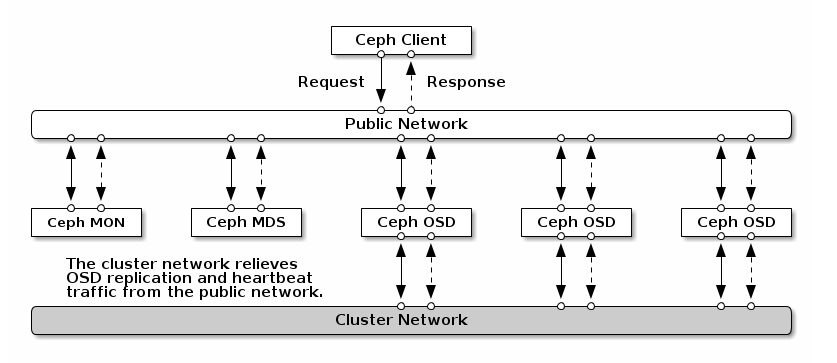 Ceph Client
Request
Response
Public Network
Ceph MON
Ceph MDS
Ceph OSD
Ceph OSD
Ceph OSD
The cluster network relieves
OSD replication and heartbeat
traffic from the public network.
Cluster Network